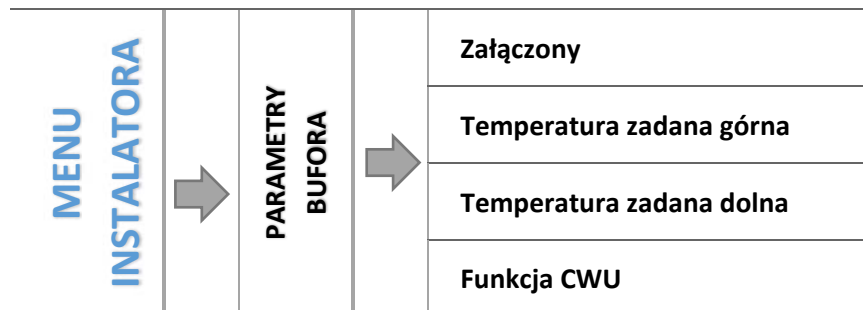 MENU
INSTALATORA
PARAMETRY
BUFORA
Załączony
Temperatura zadana górna
Temperatura zadana dolna
Funkcja CWU